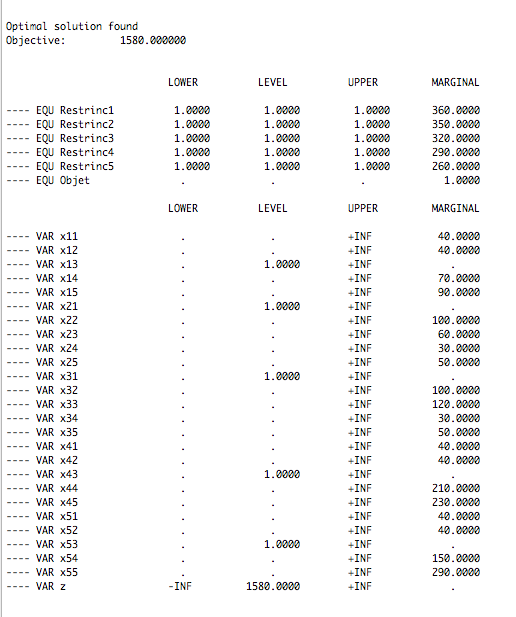 Optimal solution found
Objective: 1580.000000
LOWER LEVEL UPPER MARGINAL
---- EQU Restrinc1 1.0000 1.0000 1.0000 360.0000
---- EQU Restrinc2 1.0000 1.0000 1.0000 350.0000
---- EQU Restrinc3 1.0000 1.0000 1.0000 320.0000
---- EQU Restrinc4 1.0000 1.0000 1.0000 290.0000
---- EQU Restrinc5 1.0000 1.0000 1.0000 260.0000
---- EQU Objet . . . 1.0000
LOWER LEVEL UPPER MARGINAL
---- VAR x11 . . +INF 40.0000
---- VAR x12 . . +INF 40.0000
---- VAR x13 . 1.0000 +INF .
---- VAR x14 . . +INF 70.0000
---- VAR x15 . . +INF 90.0000
---- VAR x21 . 1.0000 +INF .
---- VAR x22 . . +INF 100.0000
---- VAR x23 . . +INF 60.0000
---- VAR x24 . . +INF 30.0000
---- VAR x25 . . +INF 50.0000
---- VAR x31 . 1.0000 +INF .
---- VAR x32 . . +INF 100.0000
---- VAR x33 . . +INF 120.0000
---- VAR x34 . . +INF 30.0000
---- VAR x35 . . +INF 50.0000
---- VAR x41 . . +INF 40.0000
---- VAR x42 . . +INF 40.0000
---- VAR x43 . 1.0000 +INF .
---- VAR x44 . . +INF 210.0000
---- VAR x45 . . +INF 230.0000
---- VAR x51 . . +INF 40.0000
---- VAR x52 . . +INF 40.0000
---- VAR x53 . 1.0000 +INF .
---- VAR x54 . . +INF 150.0000
---- VAR x55 . . +INF 290.0000
---- VAR z -INF 1580.0000 +INF .